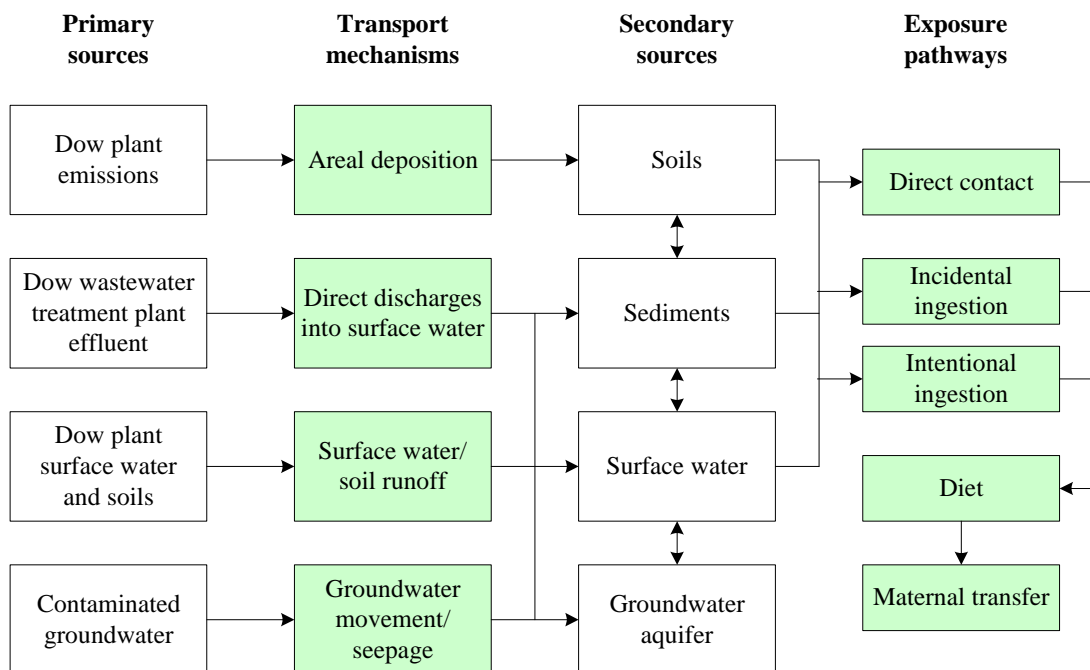 Primary
sources
Transport
mechanisms
Secondary
sources
Exposure
pathways
Dow plant
emissions
Areal deposition
Soils
Direct contact
Dow wastewater
treatment plant
effluent
Direct discharges
into surface water
Sediments
Incidental
ingestion
Intentional
ingestion
Dow plant
surface water
and soils
Surface water/
soil runoff
Surface water
Diet
Contaminated
groundwater
Groundwater
movement/
seepage
Groundwater
aquifer
Maternal transfer